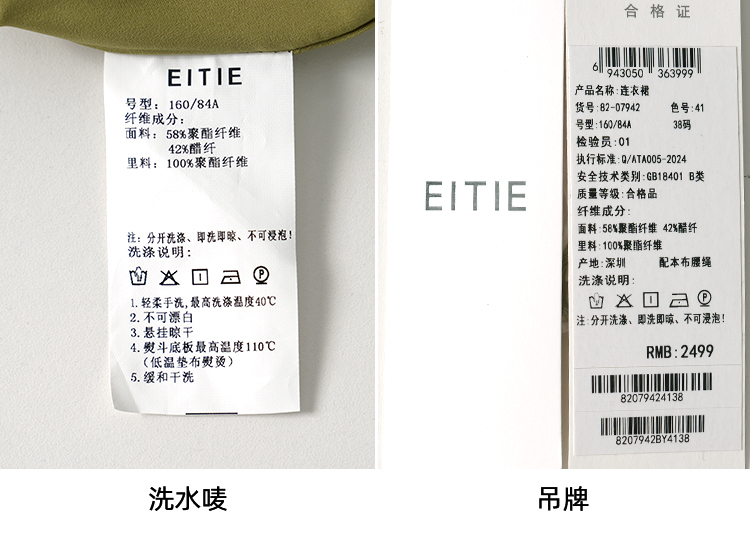 EITIE
号型: 160/84A
纤维成分:
面料: 58%聚酯纤维
42%醋纤
里料: 100%聚酯纤维
注: 分开洗涤、即洗即晾、不可浸泡!
洗涤说明:
1.轻柔手洗,最高洗涤温度40℃
2.不可漂白
3.悬挂晾干
4.熨斗底板最高温度110℃
(低温垫布熨烫)
5.缓和干洗
洗水唛
EITIE
合格证
6 943050 363999
产品名称:连衣裙
货号:82-07942 色号:41
号型:160/84A 38码
检验员:01
执行标准:Q/ATA005-2024
安全技术类别:GB18401 B类
质量等级:合格品
纤维成分:
面料:58%聚酯纤维 42%醋纤
里料:100%聚酯纤维
产地:深圳 配本布腰绳
洗涤说明:
注:分开洗涤、即洗即晾、不可浸泡!
RMB:2499
82079424138
8207942BY4138
吊牌